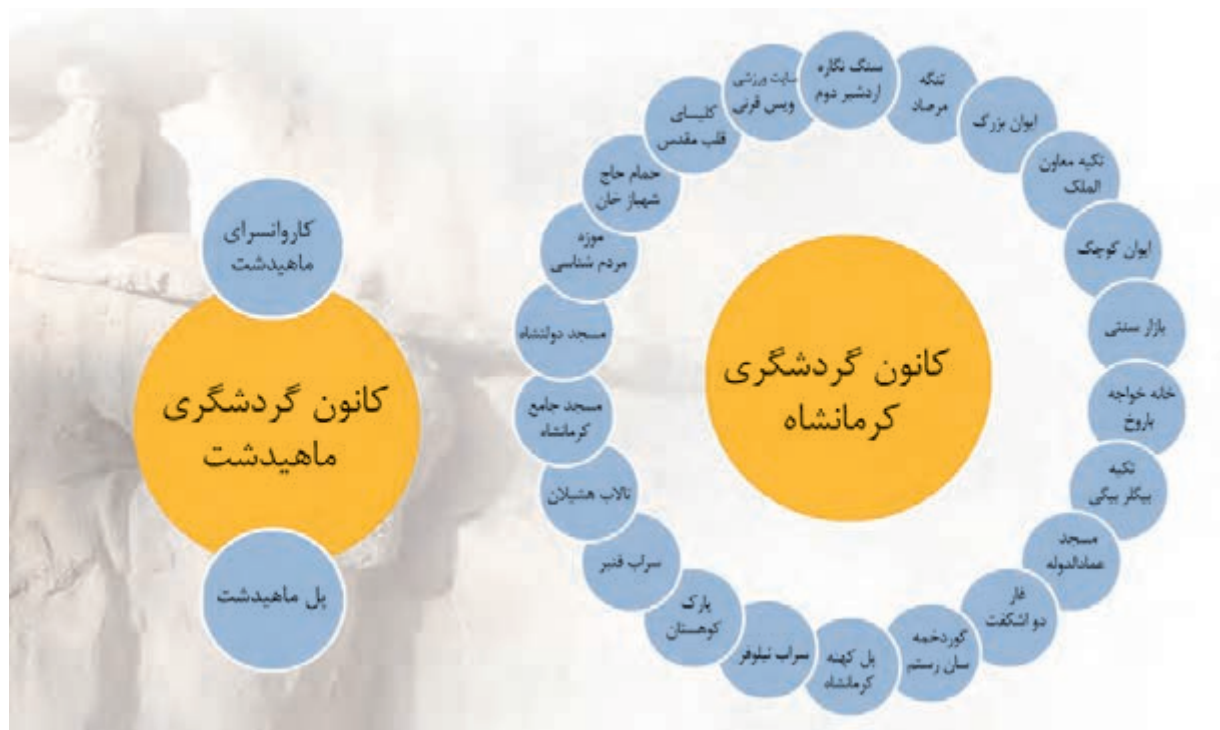 سنگ نگاره
اردشیر دوم
تنگه
مرصاد
ایوان بزرگ
تکیه معاون
الملک
ایوان کوچک
بازار سنتی
خانه خواجه
باروخ
تکیه
بیگلر بیگی
مسجد
عمادالدوله
غار
دو اشکفت
گوردخمه
سان رستم
پل کهنه
کرمانشاه
سراب نیلوفر
پارک
کوهستان
سراب قنبر
تالاب هشیلان
مسجد جامع
کرمانشاه
مسجد دولتشاه
موزه
مردم شناسی
حمام حاج
شهباز خان
کلیسای
قلب مقدس
سایت ورزشی
ویس قرنی
کانون گردشگری
کرمانشاه
کاروانسرای
ماهیدشت
کانون گردشگری
ماهیدشت
پل ماهیدشت